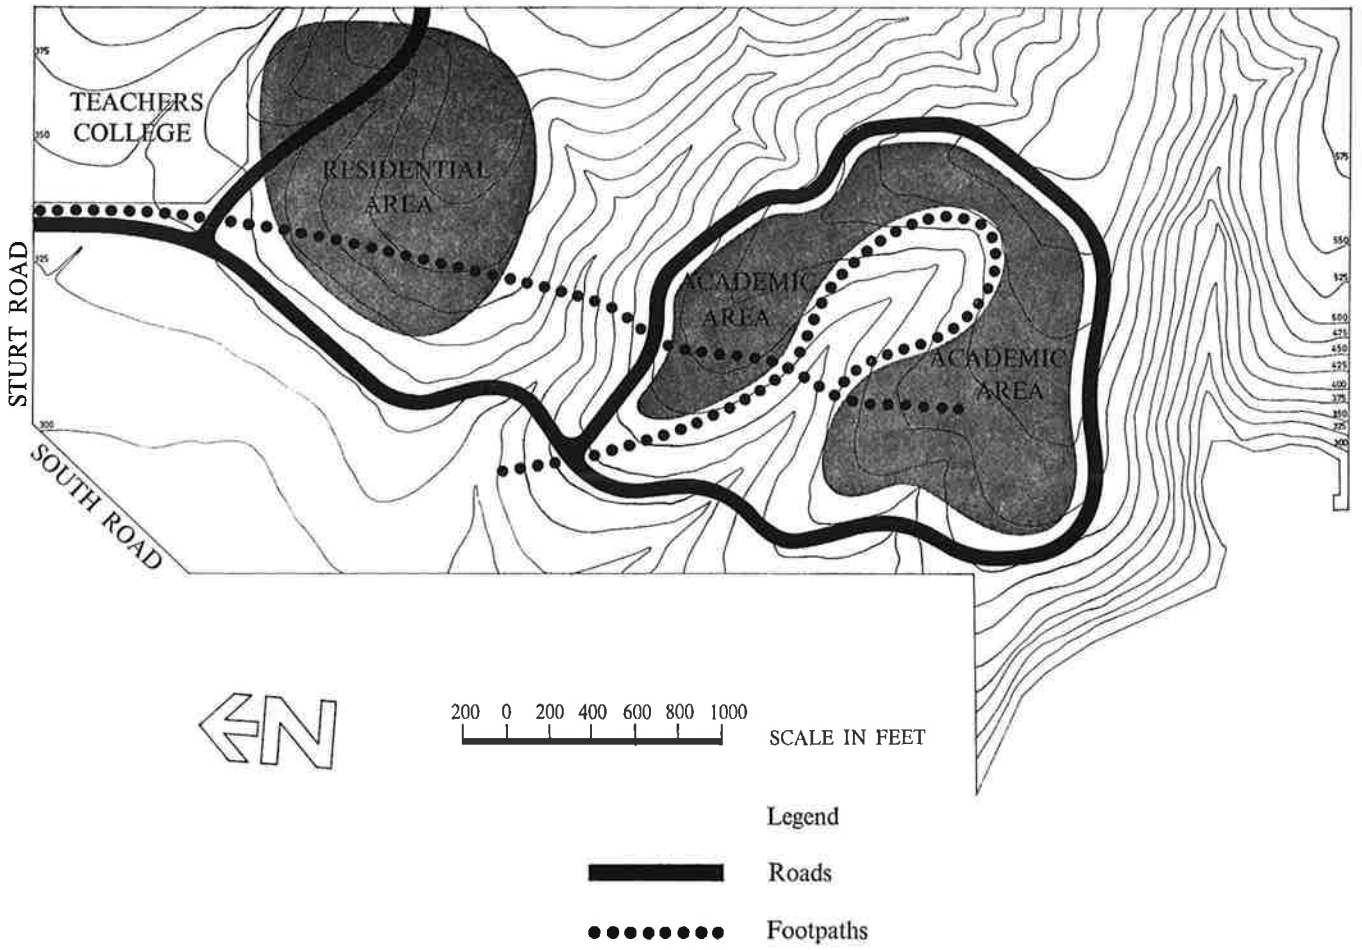 375
TEACHERS
COLLEGE
350
575
RESIDENTIAL
AREA
STURT ROAD
325
550
ACADEMIC
AREA
525
500
475
450
425
400
375
350
325
300
ACADEMIC
AREA
300
SOUTH ROAD
N
200 0 200 400 600 800 1000
SCALE IN FEET
Legend
Roads
Footpaths